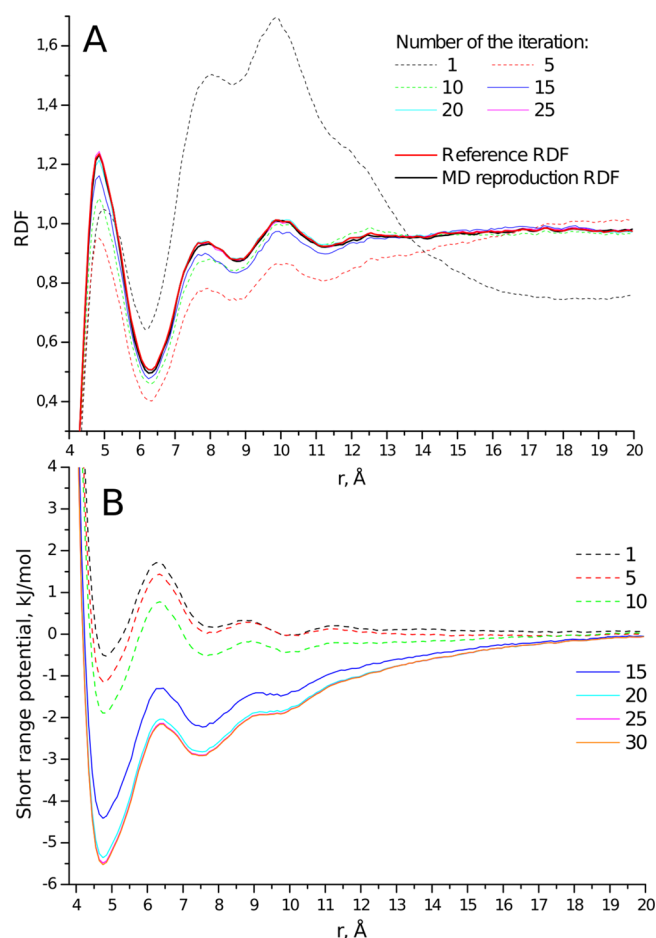 A
Number of the iteration:
1 5
10 15
20 25
Reference RDF
MD reproduction RDF
1,6
1,4
1,2
1,0
0,8
0,6
0,4
RDF
4 5 6 7 8 9 10 11 12 13 14 15 16 17 18 19 20
r, Å
B
4
3
2
1
0
-1
-2
-3
-4
-5
-6
Short range potential, kJ/mol
1
5
10
15
20
25
30
4 5 6 7 8 9 10 11 12 13 14 15 16 17 18 19 20
r, Å